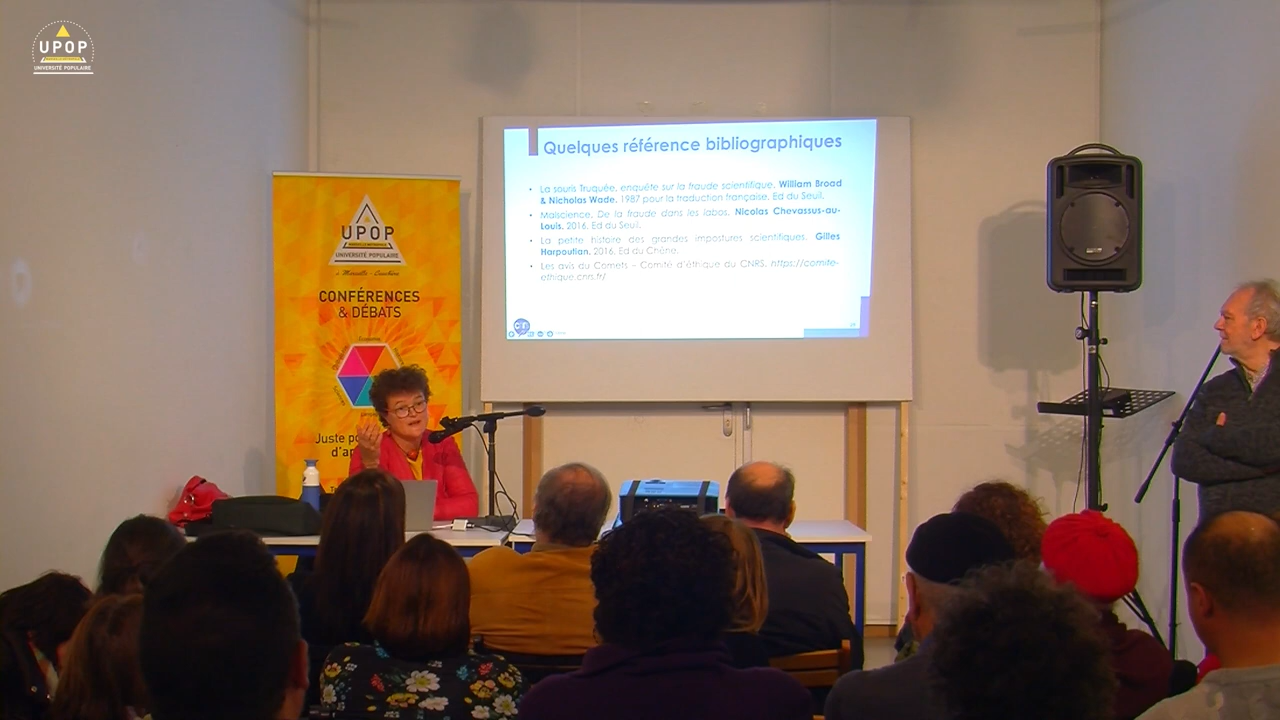 UPOP
UNIVERSITÉ POPULAIRE
Quelques référence bibliographiques
• La souris Truquée, enquête sur la fraude scientifique. William Broad
& Nicholas Wade, 1987 pour la traduction française. Ed du Seuil.
• Malscience. De la fraude dans les labos. Nicolas Chevassus-au-
Louis, 2016. Ed du Seuil.
• La petite histoire des grandes impostures scientifiques. Gilles
Harpoutian, 2016. Ed du Chêne.
• Les avis du Comets – Comité d'éthique du CNRS. https://comite-
ethique.cnrs.fr/
UPOP
UNIVERSITÉ POPULAIRE
CONFÉRENCES
& DÉBATS
Juste